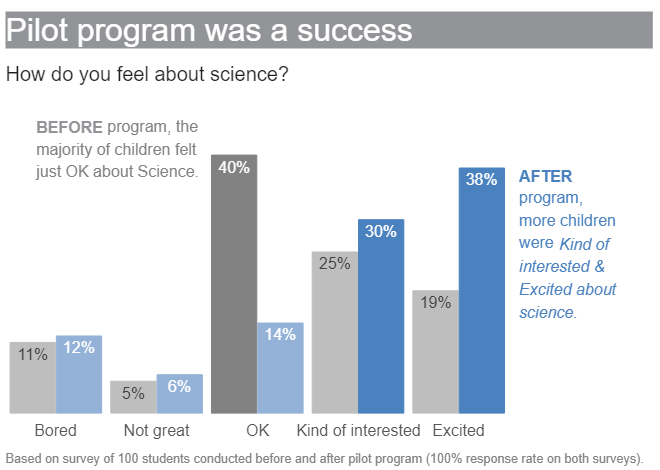 Pilot program was a success
How do you feel about science?
BEFORE program, the
majority of children felt
just OK about Science.
40%
38%
AFTER
program,
more children
were Kind of
interested &
Excited about
science.
30%
25%
19%
14%
11%
12%
5%
6%
Bored
Not great
OK
Kind of interested
Excited
Based on survey of 100 students conducted before and after pilot program (100% response rate on both surveys).